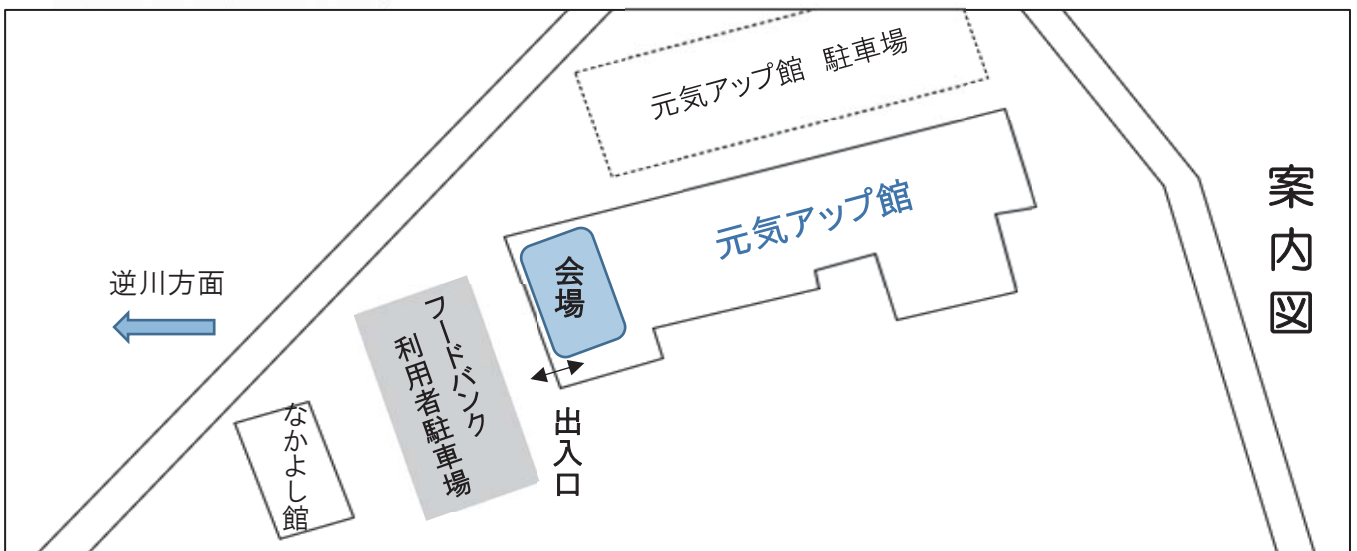 元気アップ館 駐車場
案内図
元気アップ館
会場
逆川方面
フードバンク
利用者駐車場
出入口
なかよし館